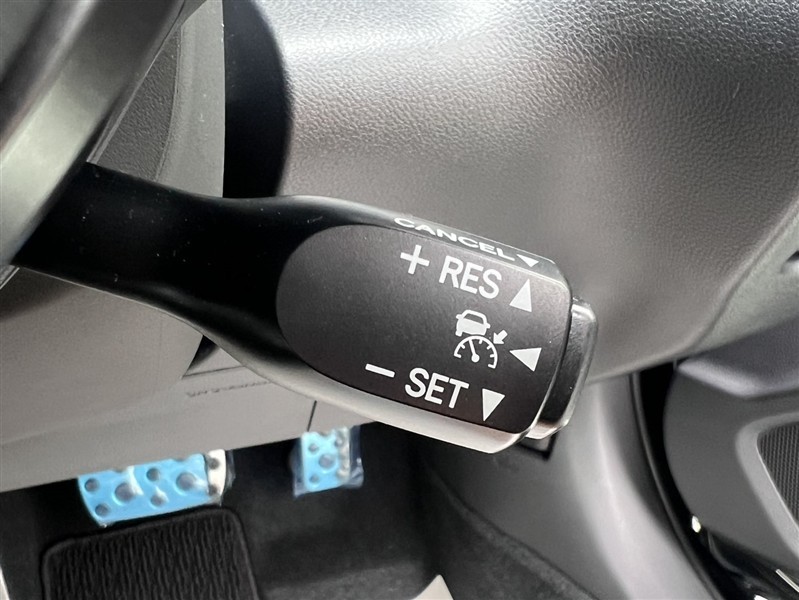 CANCEL▼
+ RES ▲
◀
− SET ▼